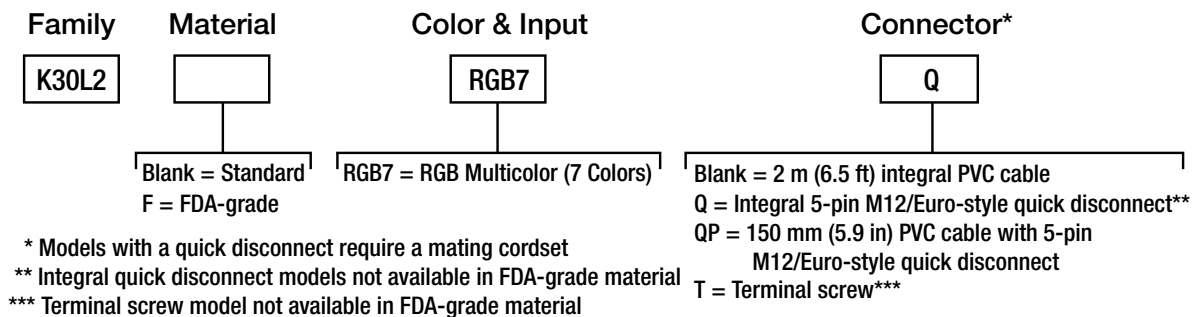 Family
Material
Color & Input
Connector*
K30L2
RGB7
Q
Blank = Standard
F = FDA-grade
RGB7 = RGB Multicolor (7 Colors)
Blank = 2 m (6.5 ft) integral PVC cable
Q = Integral 5-pin M12/Euro-style quick disconnect**
QP = 150 mm (5.9 in) PVC cable with 5-pin
M12/Euro-style quick disconnect
T = Terminal screw***
* Models with a quick disconnect require a mating cordset
** Integral quick disconnect models not available in FDA-grade material
*** Terminal screw model not available in FDA-grade material